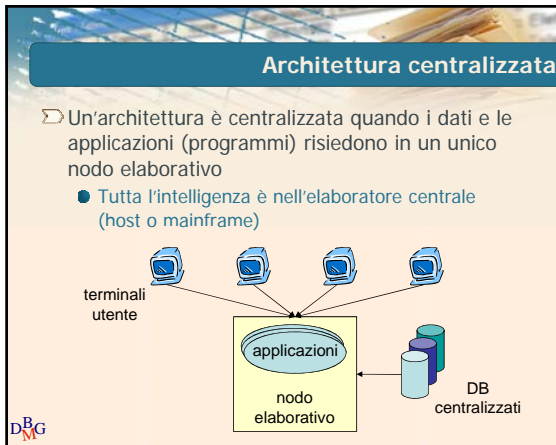 Architettura centralizzata
Un'architettura è centralizzata quando i dati e le
applicazioni (programmi) risiedono in un unico
nodo elaborativo
Tutta l'intelligenza è nell'elaboratore centrale
(host o mainframe)
terminali
utente
applicazioni
nodo
elaborativo
DB
centralizzati
DBMG